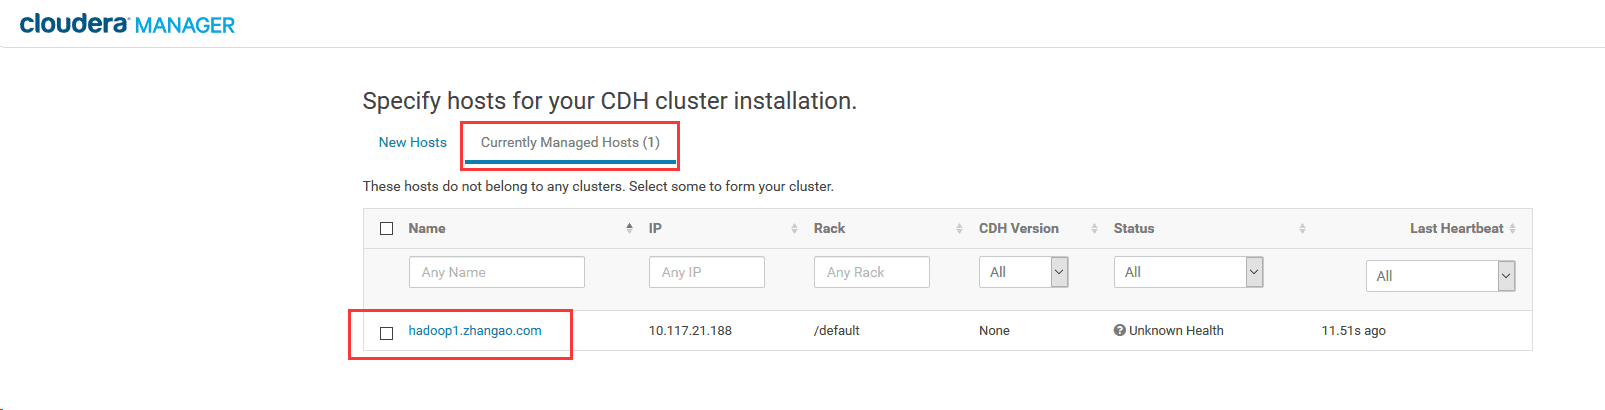 cloudera MANAGER
Specify hosts for your CDH cluster installation.
New Hosts Currently Managed Hosts (1)
These hosts do not belong to any clusters. Select some to form your cluster.
Name IP Rack CDH Version Status Last Heartbeat
Any Name Any IP Any Rack All All All
hadoop1.zhangao.com 10.117.21.188 /default None Unknown Health 11.51s ago